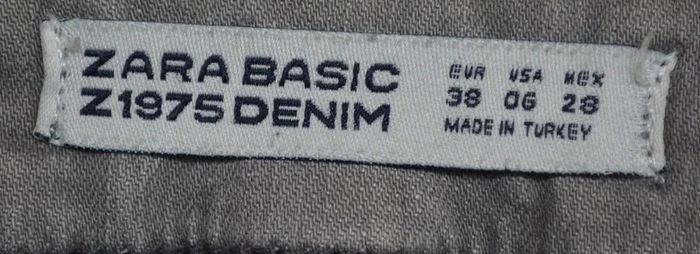 ZARA BASIC
Z1975 DENIM
EUR USA MEX
38 06 28
MADE IN TURKEY